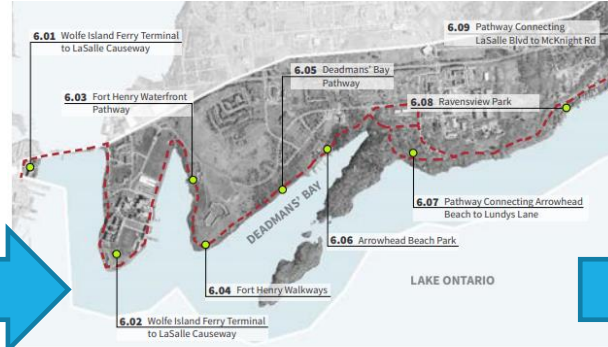 6.01 Wolfe Island Ferry Terminal
to LaSalle Causeway
6.09 Pathway Connecting
LaSalle Blvd to McKnight Rd
6.05 Deadmans' Bay
Pathway
6.03 Fort Henry Waterfront
Pathway
6.08 Ravensview Park
DEADMANS' BAY
6.07 Pathway Connecting Arrowhead
Beach to Lundys Lane
6.06 Arrowhead Beach Park
6.04 Fort Henry Walkways
LAKE ONTARIO
6.02 Wolfe Island Ferry Terminal
to LaSalle Causeway